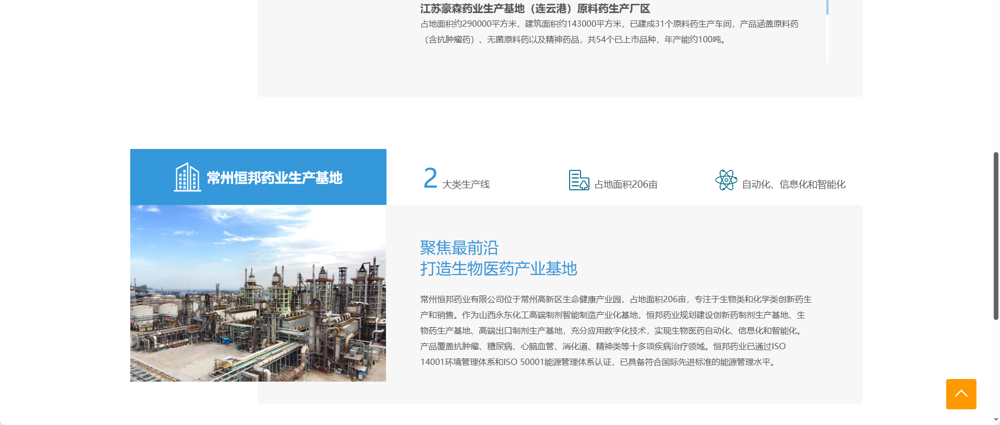 江苏豪森药业生产基地（连云港）原料药生产厂区
占地面积约290000平方米，建筑面积约143000平方米，已建成31个原料药生产车间，产品涵盖原料药
（含抗肿瘤药）、无菌原料药以及精神药品，共54个已上市品种，年产能约100吨。
常州恒邦药业生产基地
2 大类生产线
占地面积206亩
自动化、信息化和智能化
聚焦最前沿
打造生物医药产业基地
常州恒邦药业有限公司位于常州高新区生命健康产业园，占地面积206亩，专注于生物类和化学类创新药生
产和销售。作为山西永东化工高端制剂智能制造产业化基地，恒邦药业规划建设创新药制剂生产基地、生
物药生产基地、高端出口制剂生产基地，充分应用数字化技术，实现生物医药自动化、信息化和智能化。
产品覆盖抗肿瘤、糖尿病、心脑血管、消化道、精神类等十多项疾病治疗领域。恒邦药业已通过ISO
14001环境管理体系和ISO 50001能源管理体系认证，已具备符合国际先进标准的能源管理水平。